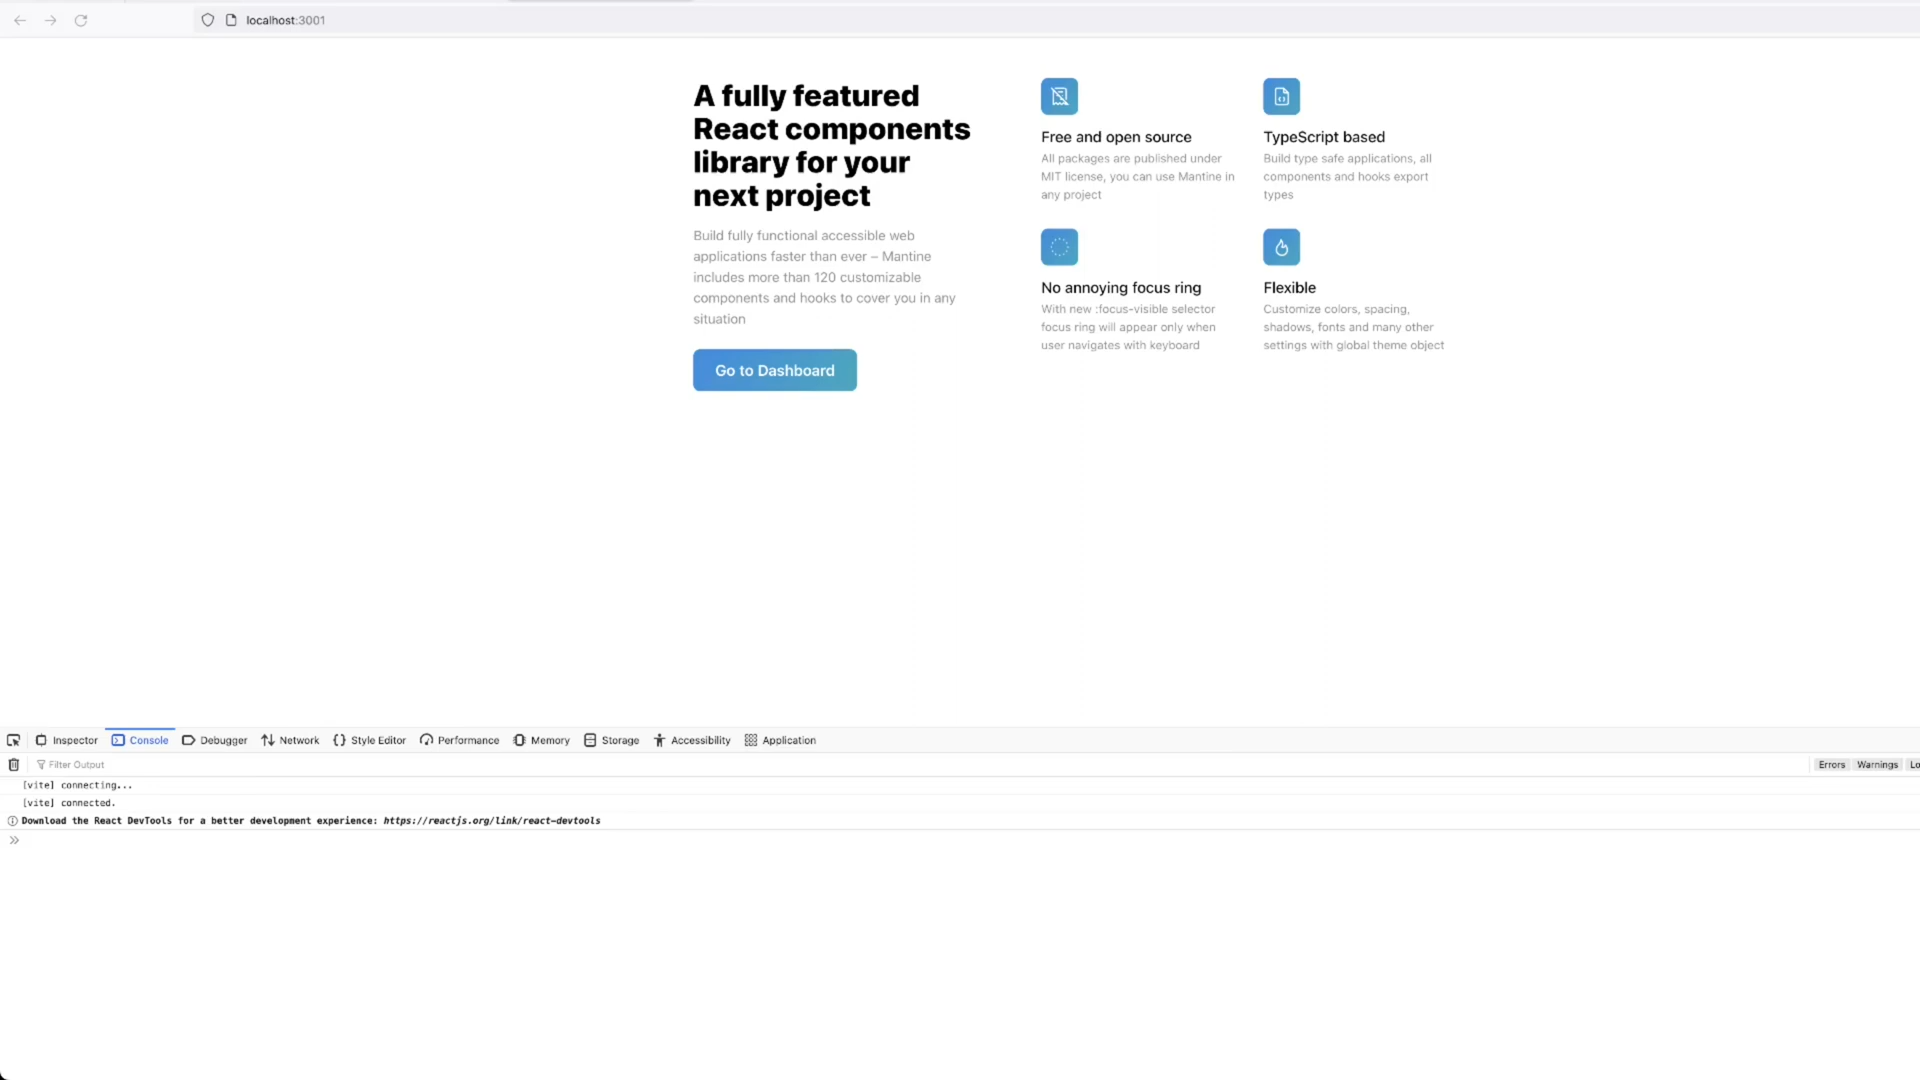 localhost:3001
A fully featured
React components
library for your
next project
Build fully functional accessible web
applications faster than ever – Mantine
includes more than 120 customizable
components and hooks to cover you in any
situation
Go to Dashboard
Free and open source
All packages are published under
MIT license, you can use Mantine in
any project
TypeScript based
Build type safe applications, all
components and hooks export
types
No annoying focus ring
With new :focus-visible selector
focus ring will appear only when
user navigates with keyboard
Flexible
Customize colors, spacing,
shadows, fonts and many other
settings with global theme object
Inspector Console Debugger Network Style Editor Performance Memory Storage Accessibility Application
Filter Output Errors Warnings Lo
[vite] connecting...
[vite] connected.
Download the React DevTools for a better development experience: https://reactjs.org/link/react-devtools